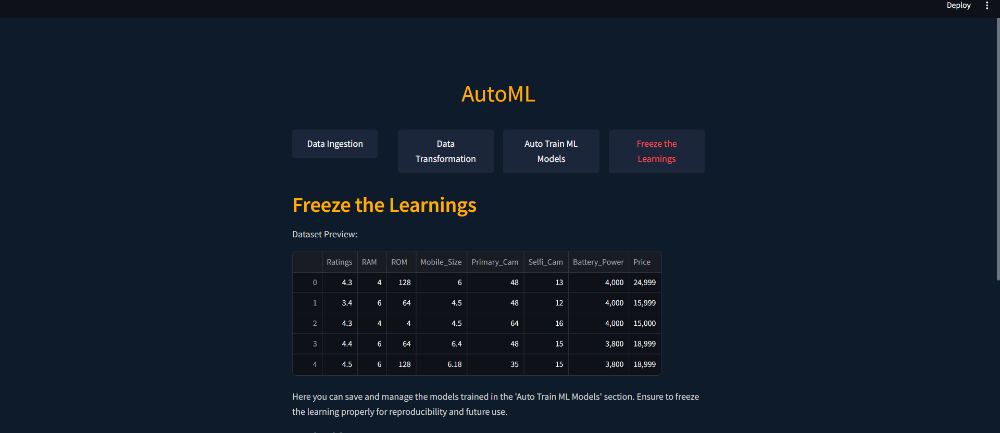 Deploy
AutoML
Data Ingestion
Data
Transformation
Auto Train ML
Models
Freeze the
Learnings
Freeze the Learnings
Dataset Preview:
Ratings RAM ROM Mobile_Size Primary_Cam Selfi_Cam Battery_Power Price
0 4.3 4 128 6 48 13 4,000 24,999
1 3.4 6 64 4.5 48 12 4,000 15,999
2 4.3 4 4 4.5 64 16 4,000 15,000
3 4.4 6 64 6.4 48 15 3,800 18,999
4 4.5 6 128 6.18 35 15 3,800 18,999
Here you can save and manage the models trained in the 'Auto Train ML Models' section. Ensure to freeze
the learning properly for reproducibility and future use.